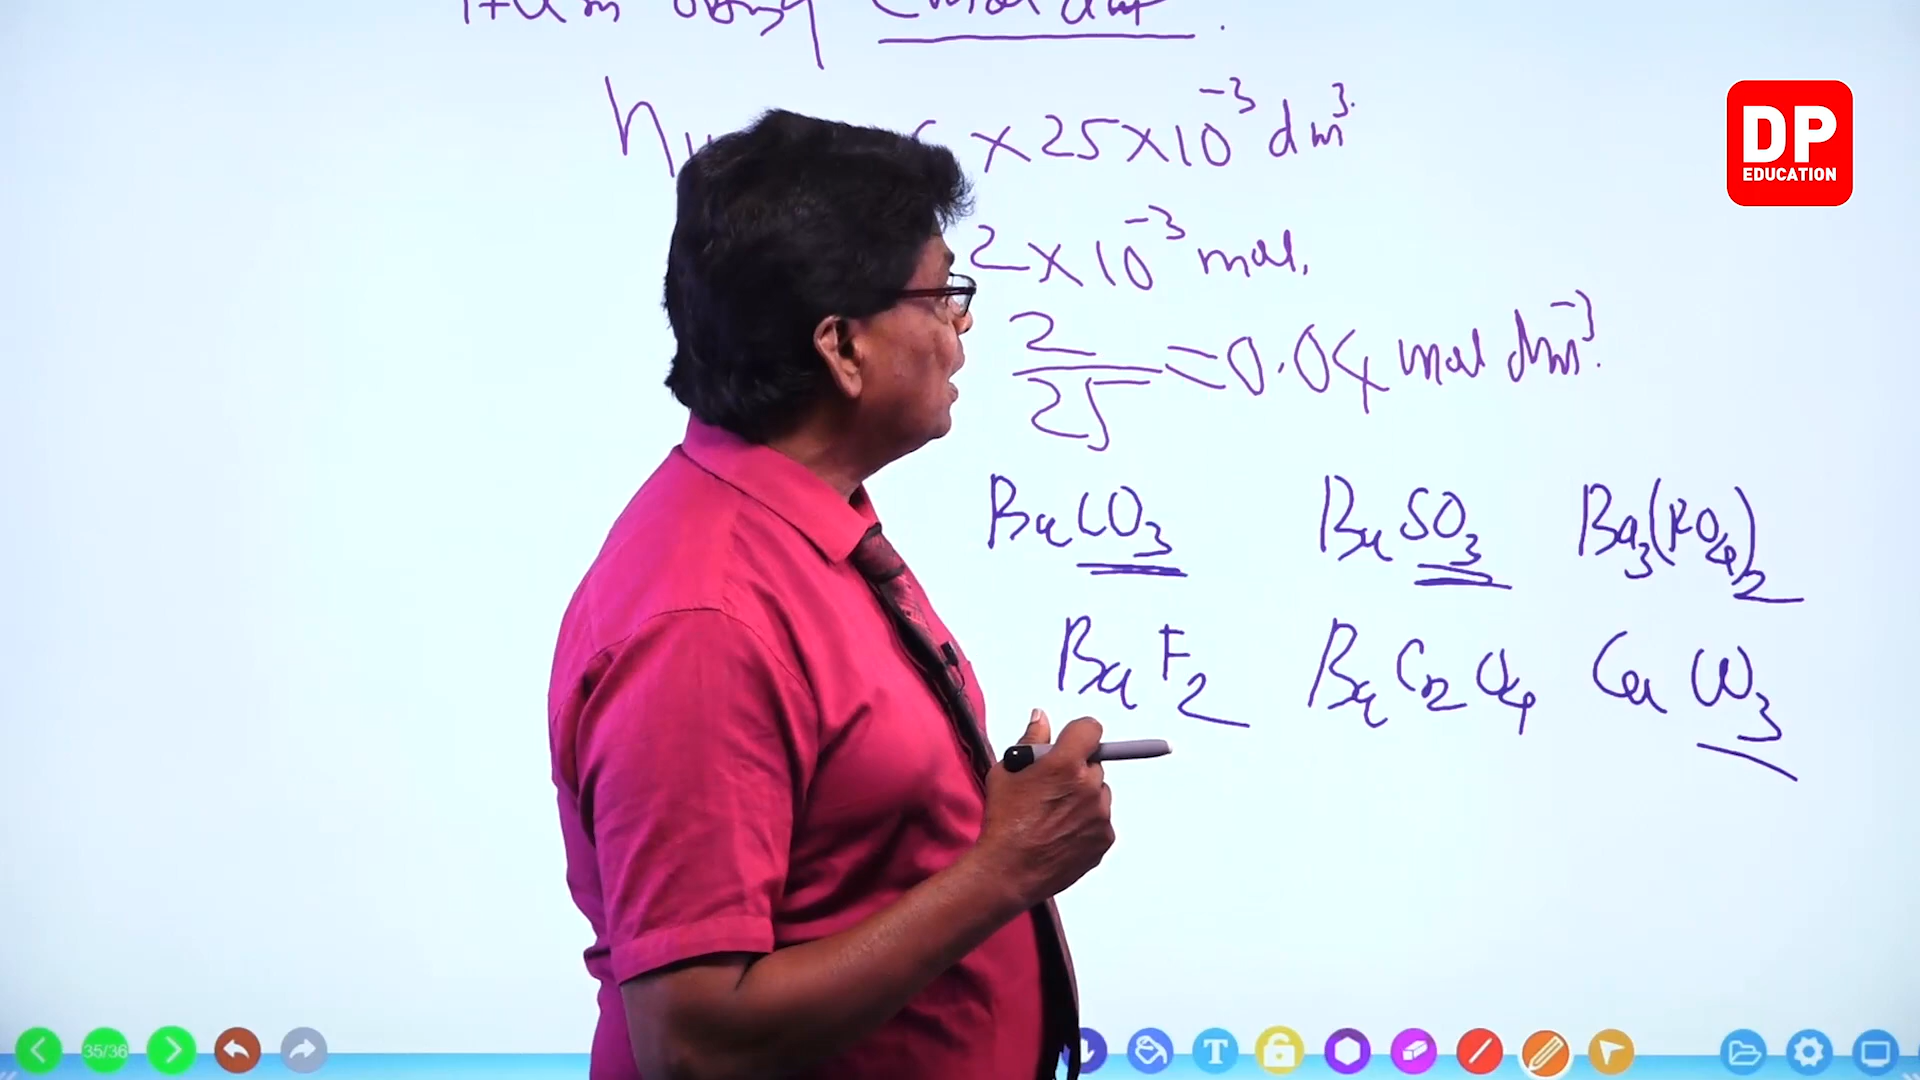 DP
EDUCATION
× 25 × 10⁻³ dm³.
2 × 10⁻³ mol.
2/25 = 0.04 mol dm⁻³.
BaCO₃ BaSO₃ Ba₃(PO₄)₂
BaF₂ BaC₂O₄ CaCO₃
35/36
T